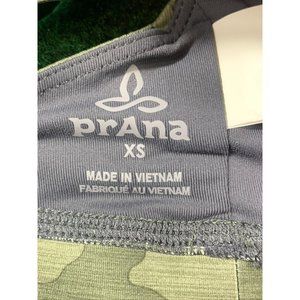 prAna
XS
MADE IN VIETNAM
FABRIQUÉ AU VIETNAM